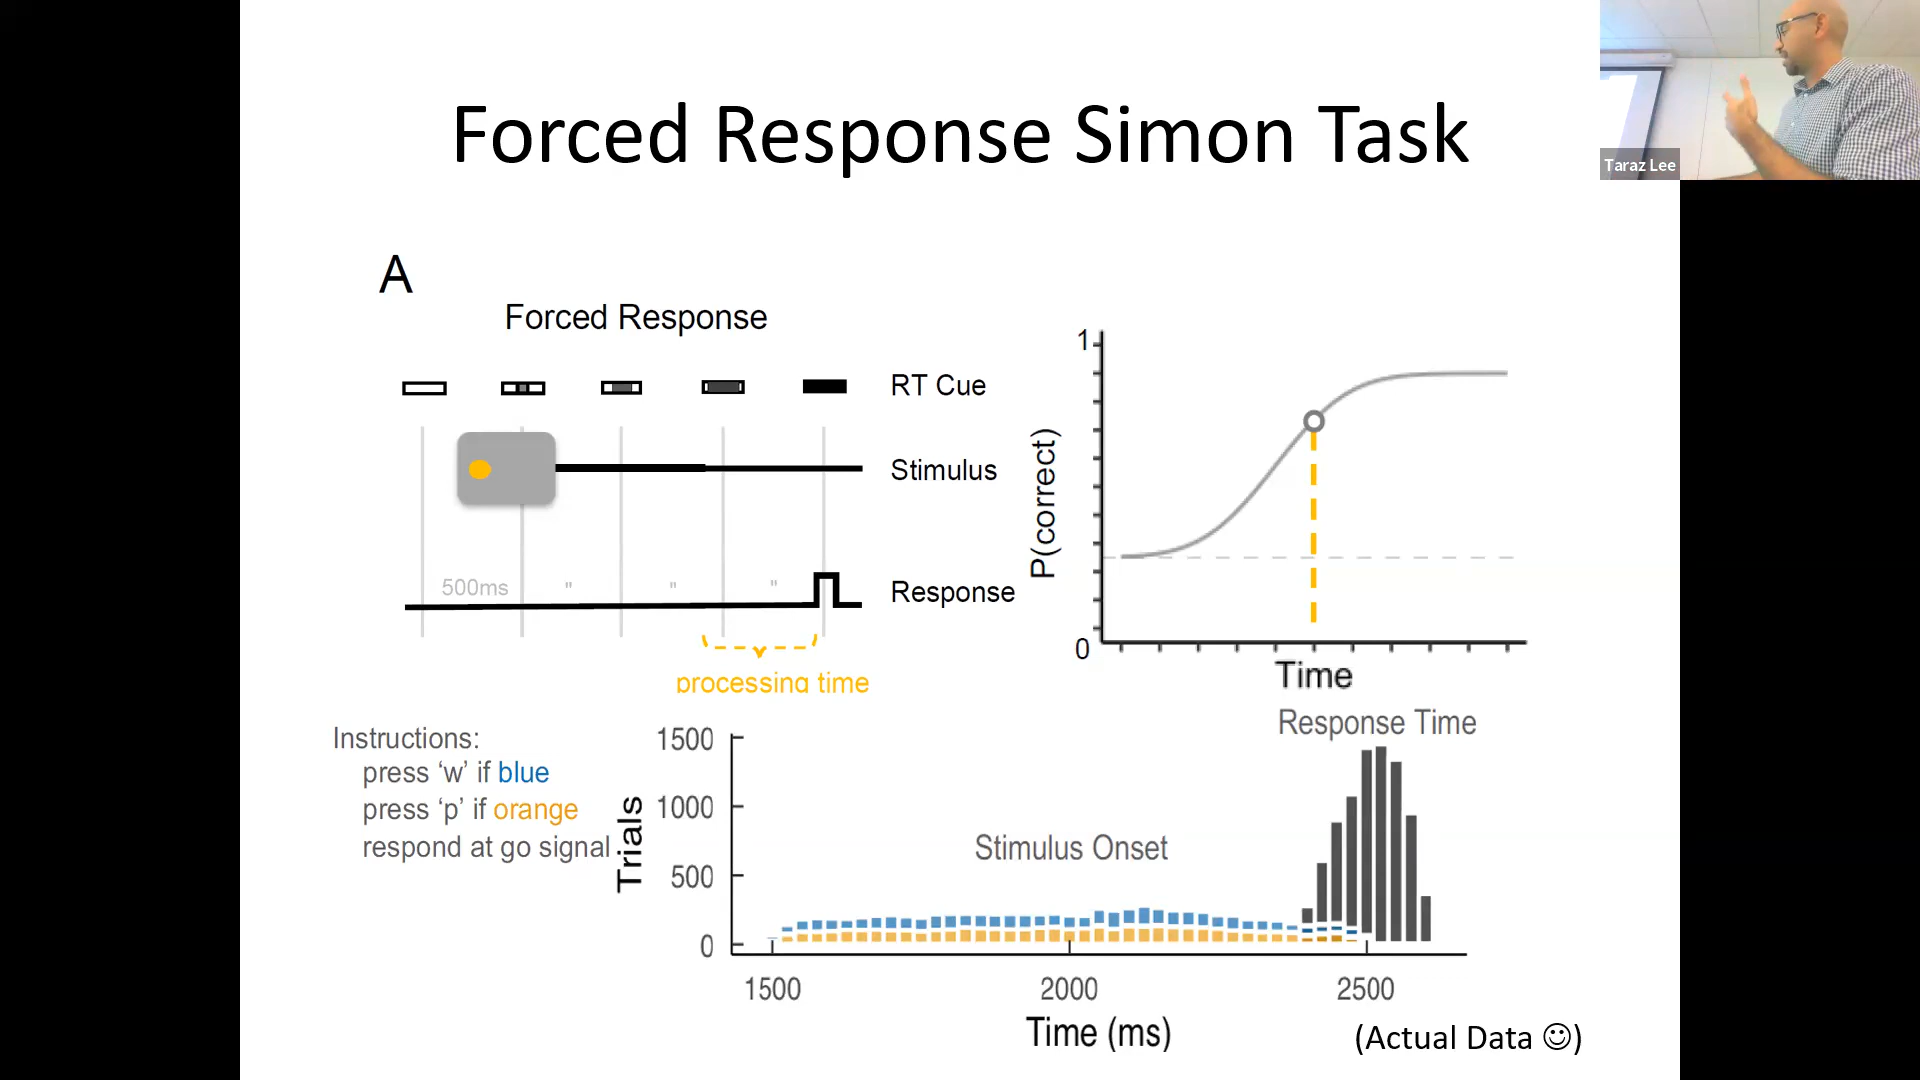 Forced Response Simon Task
Taraz Lee
A
Forced Response
RT Cue
Stimulus
500ms " " "
Response
processing time
1
P(correct)
0
Time
Instructions:
press ‘w’ if blue
press ‘p’ if orange
respond at go signal
Response Time
Stimulus Onset
Trials
1500
1000
500
0
1500 2000 2500
Time (ms)
(Actual Data ☺)